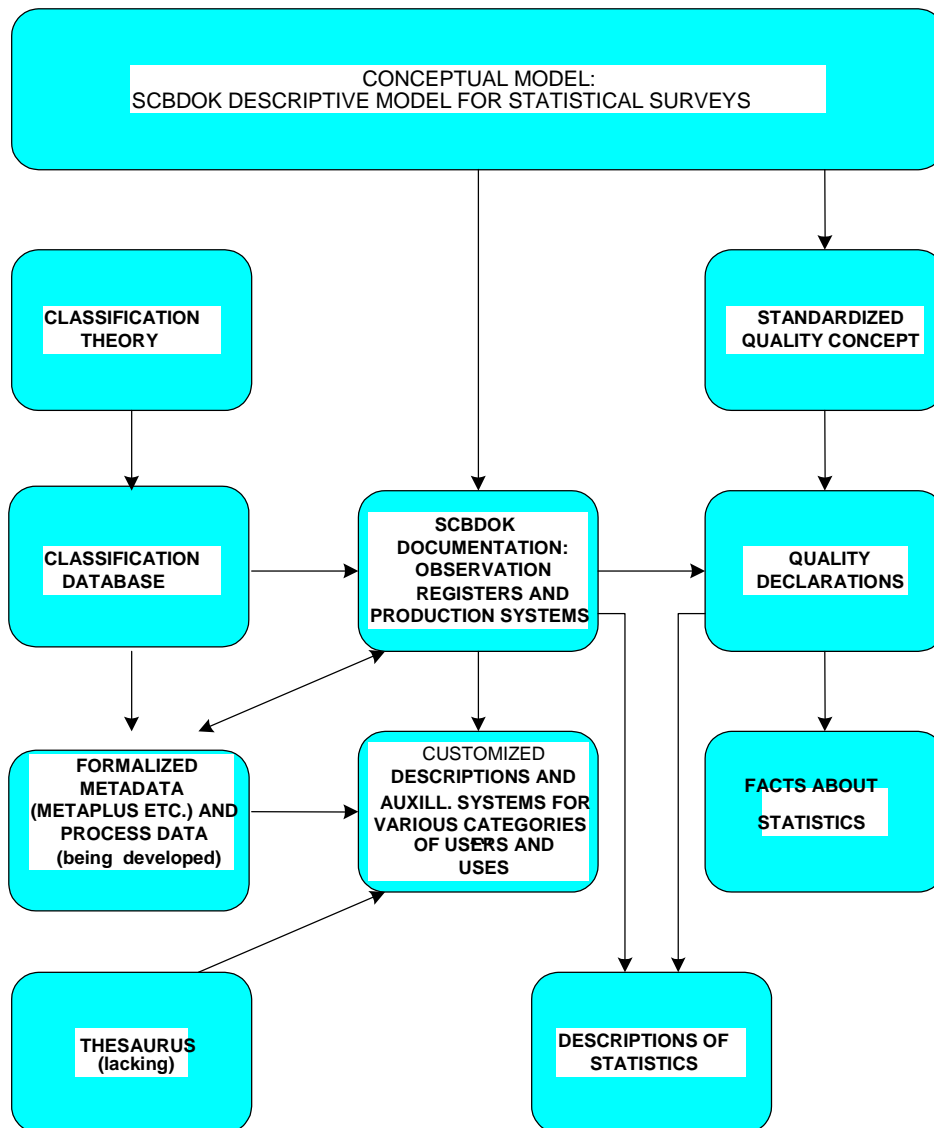 CONCEPTUAL MODEL:
SCBDOK DESCRIPTIVE MODEL FOR STATISTICAL SURVEYS
CLASSIFICATION
THEORY
STANDARDIZED
QUALITY CONCEPT
CLASSIFICATION
DATABASE
SCBDOK
DOCUMENTATION:
OBSERVATION
REGISTERS AND
PRODUCTION SYSTEMS
QUALITY
DECLARATIONS
FORMALIZED
METADATA
(METAPLUS ETC.) AND
PROCESS DATA
(being developed)
CUSTOMIZED
DESCRIPTIONS AND
AUXILL. SYSTEMS FOR
VARIOUS CATEGORIES
OF USERS AND
USES
FACTS ABOUT
STATISTICS
THESAURUS
(lacking)
DESCRIPTIONS OF
STATISTICS